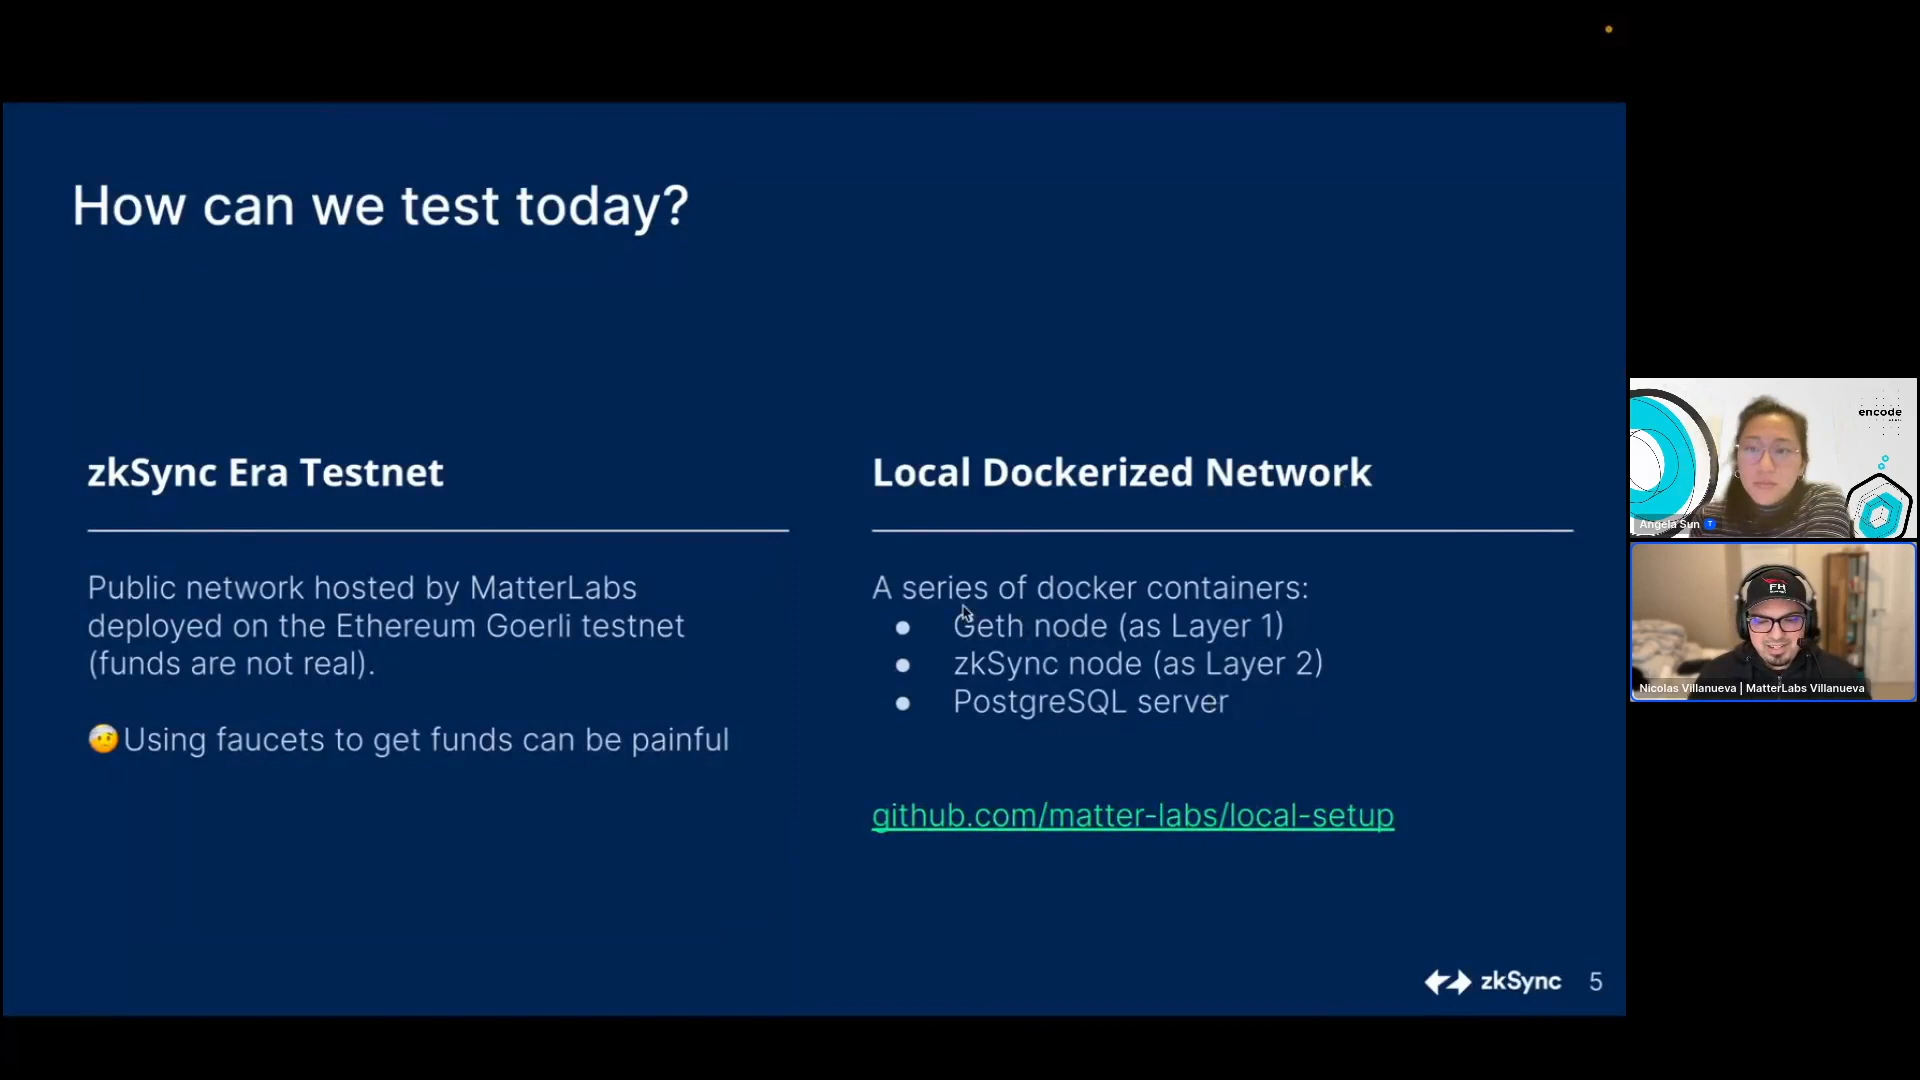 How can we test today?
zkSync Era Testnet
Public network hosted by MatterLabs
deployed on the Ethereum Goerli testnet
(funds are not real).
🤕Using faucets to get funds can be painful
Local Dockerized Network
A series of docker containers:
● Geth node (as Layer 1)
● zkSync node (as Layer 2)
● PostgreSQL server
github.com/matter-labs/local-setup
zkSync 5
encode
Angela Sun
FH
Nicolas Villanueva | MatterLabs Villanueva